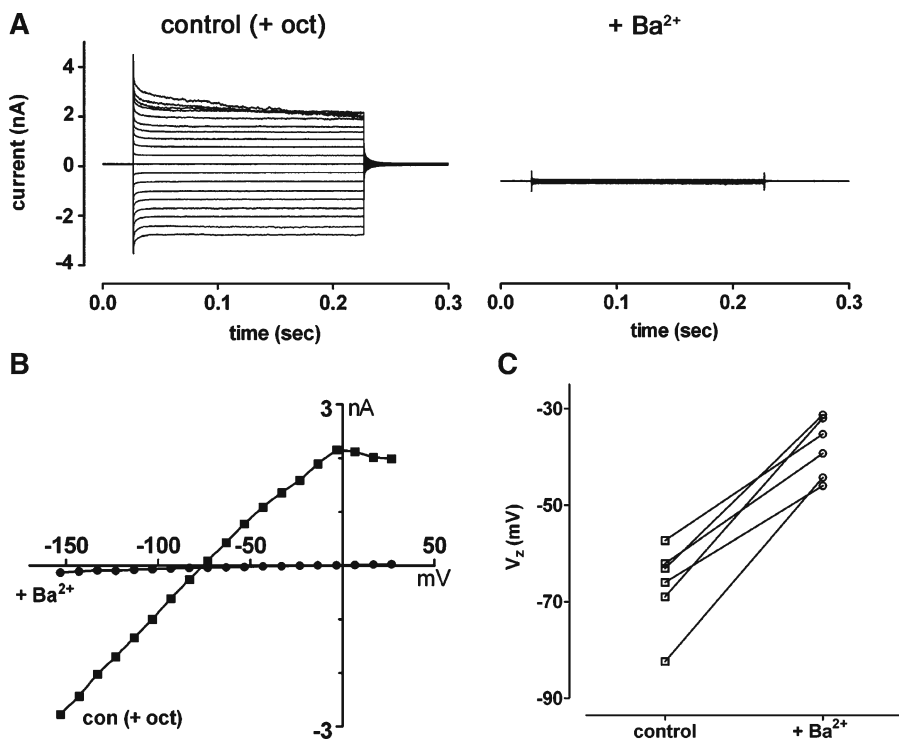 A
control (+ oct)
+ Ba²⁺
current (nA)
4
2
0
-2
-4
0.0 0.1 0.2 0.3
time (sec)
0.0 0.1 0.2 0.3
time (sec)
B
3 nA
-150 -100 -50 50
mV
+ Ba²⁺
con (+ oct)
-3
C
V_z (mV)
-30
-50
-70
-90
control + Ba²⁺